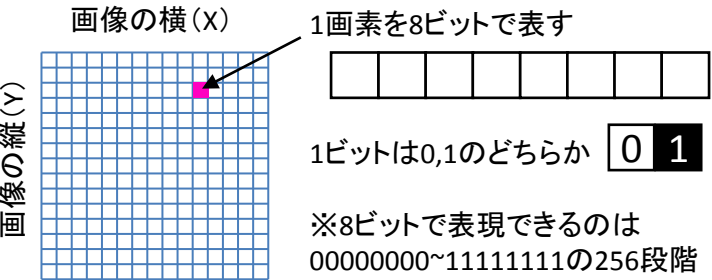 画像の横(X)
1画素を8ビットで表す
画像の縦(Y)
1ビットは0,1のどちらか
0 1
※8ビットで表現できるのは
00000000~11111111の256段階